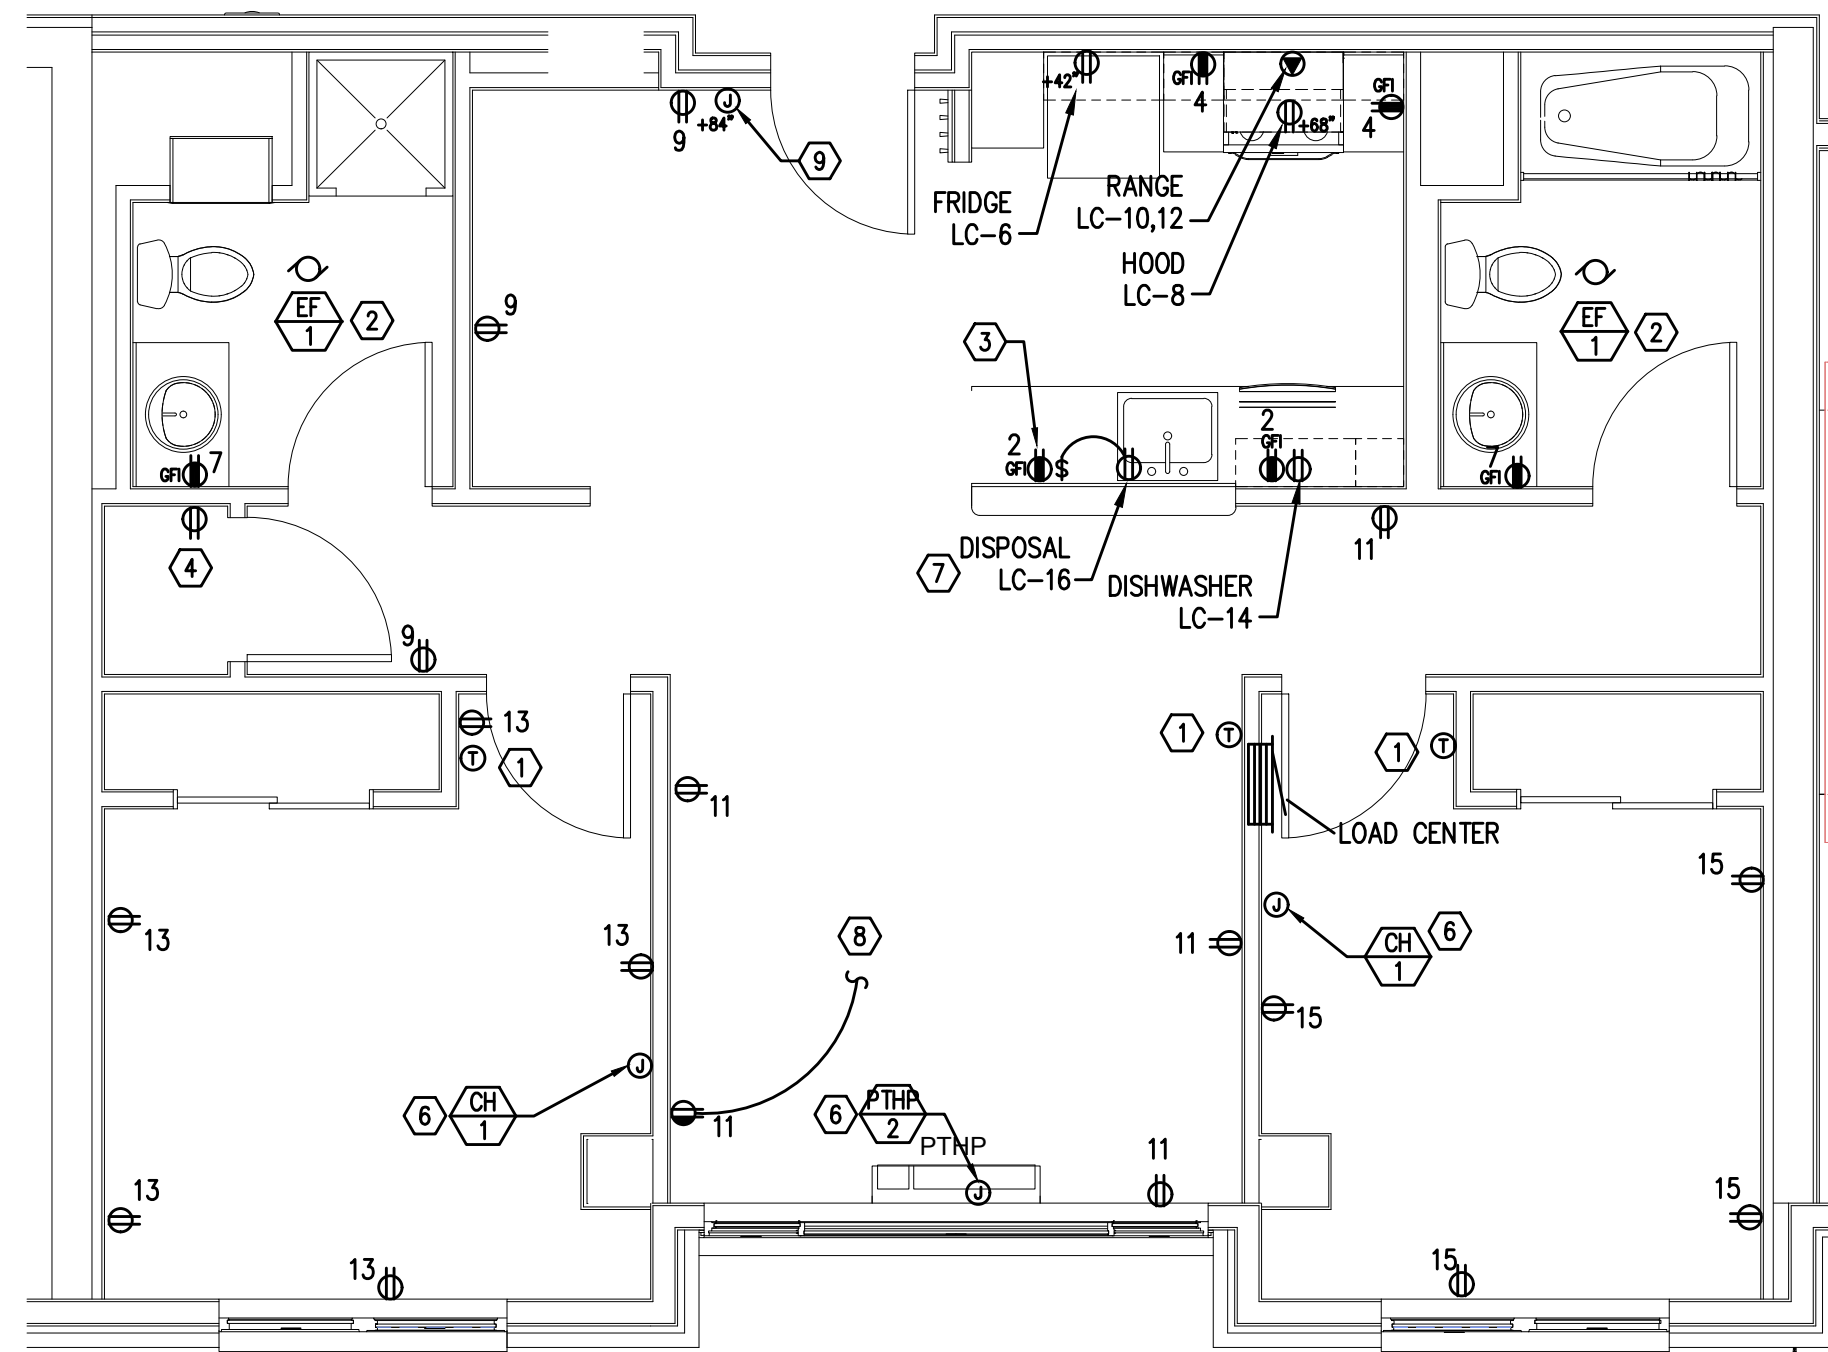 +42"
GFI
4
GFI
4
9
+84"
J
9
+68"
FRIDGE
LC-6
RANGE
LC-10,12
HOOD
LC-8
EF
1
2
9
3
EF
1
2
GFI
7
2
GFI
$
2
GFI
7
GFI
4
7
DISPOSAL
LC-16
DISHWASHER
LC-14
11
9
13
T
1
11
1
T
1
T
LOAD CENTER
15
13
13
8
11
J
CH
1
6
15
J
6
CH
1
11
6
PTHP
2
PTHP
J
11
13
15
13
15